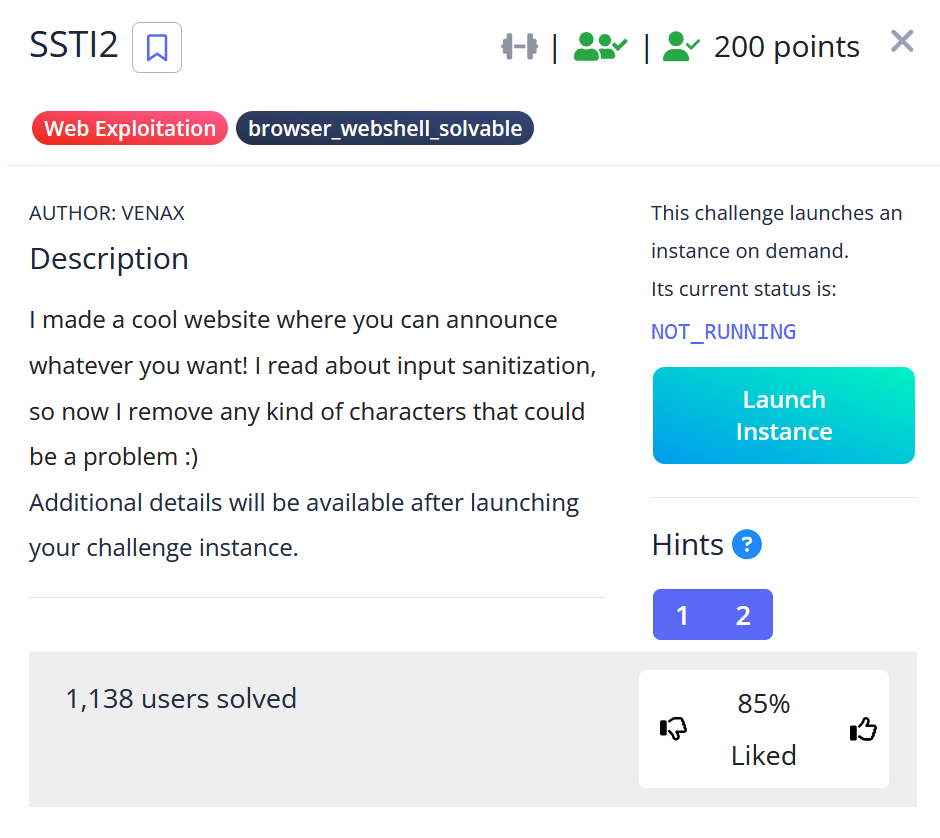 SSTI2
200 points
Web Exploitation
browser_webshell_solvable
AUTHOR: VENAX
Description
I made a cool website where you can announce
whatever you want! I read about input sanitization,
so now I remove any kind of characters that could
be a problem :)
Additional details will be available after launching
your challenge instance.
This challenge launches an
instance on demand.
Its current status is:
NOT_RUNNING
Launch
Instance
Hints ?
1 2
1,138 users solved
85%
Liked